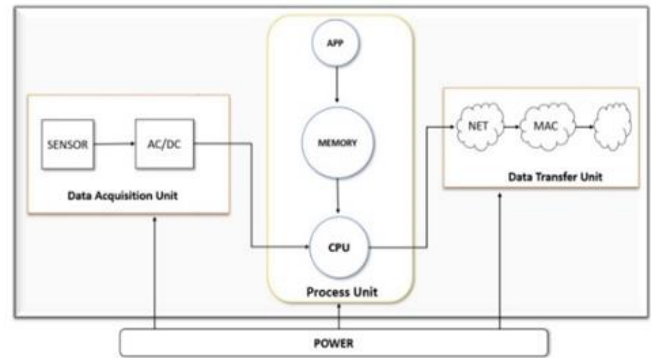 APP
SENSOR
AC/DC
MEMORY
NET
MAC
Data Acquisition Unit
Data Transfer Unit
CPU
Process Unit
POWER